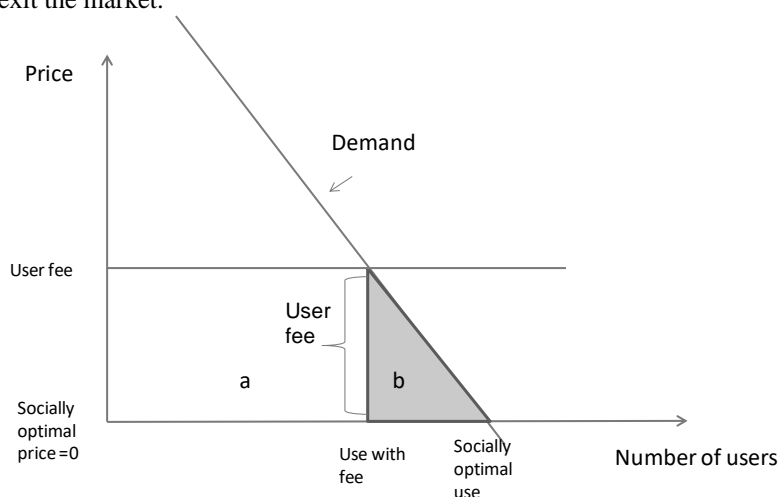 exit the market.
Price
Demand
User fee
User
fee
a
b
Socially
optimal
price=0
Use with
fee
Socially
optimal
use
Number of users